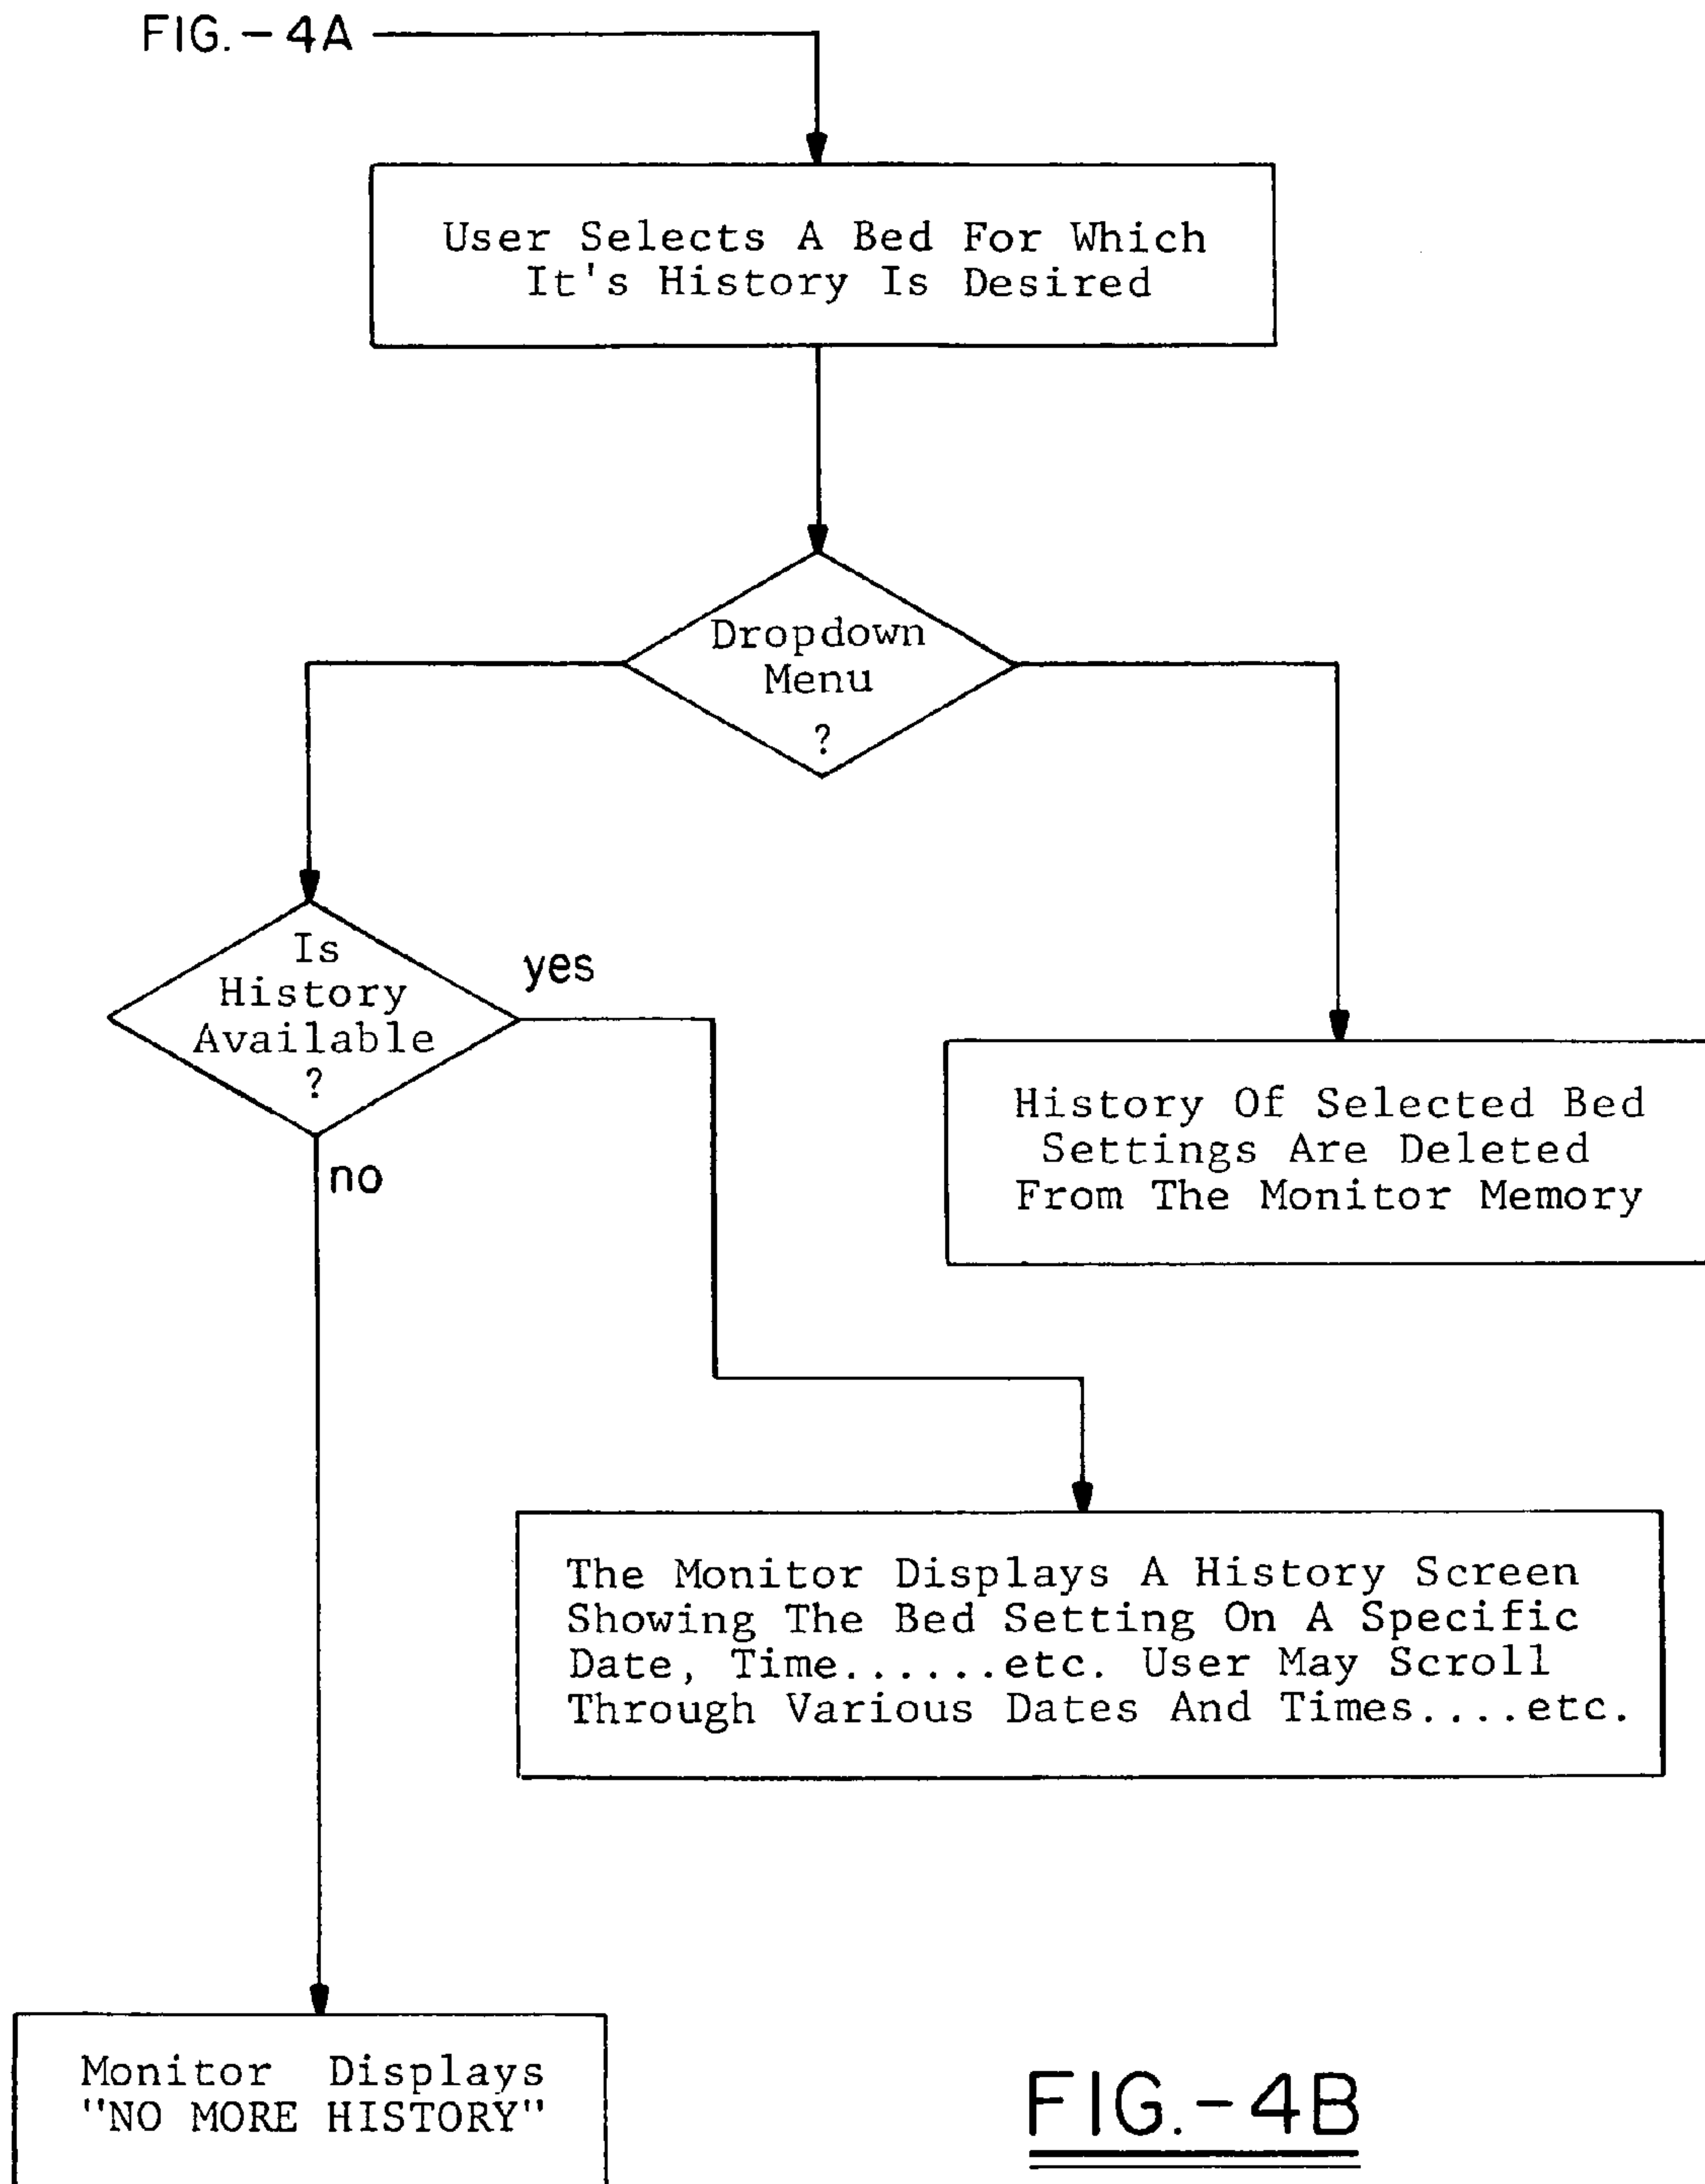 FIG.-4A
User Selects A Bed For Which
It's History Is Desired
Dropdown
Menu
?
Is
History
Available
?
yes
no
History Of Selected Bed
Settings Are Deleted
From The Monitor Memory
The Monitor Displays A History Screen
Showing The Bed Setting On A Specific
Date, Time......etc. User May Scroll
Through Various Dates And Times....etc.
Monitor Displays
"NO MORE HISTORY"
FIG.-4B